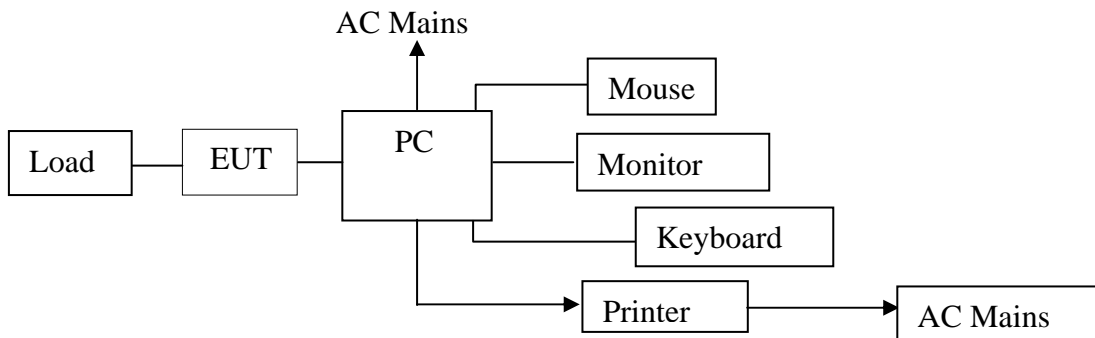 AC Mains
Mouse
PC
Load
EUT
Monitor
Keyboard
Printer
AC Mains